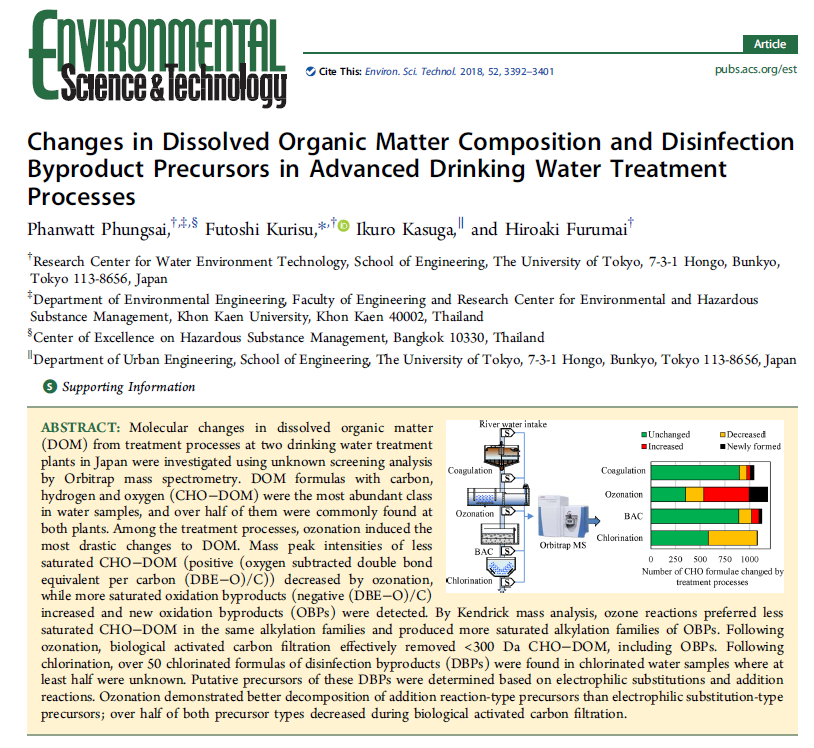 ENVIRONMENTAL
Science & Technology
Article
Cite This: Environ. Sci. Technol. 2018, 52, 3392−3401
pubs.acs.org/est
Changes in Dissolved Organic Matter Composition and Disinfection
Byproduct Precursors in Advanced Drinking Water Treatment
Processes
Phanwatt Phungsai,†,‡,§ Futoshi Kurisu,*,† iD Ikuro Kasuga,∥ and Hiroaki Furumai†
†Research Center for Water Environment Technology, School of Engineering, The University of Tokyo, 7-3-1 Hongo, Bunkyo,
Tokyo 113-8656, Japan
‡Department of Environmental Engineering, Faculty of Engineering and Research Center for Environmental and Hazardous
Substance Management, Khon Kaen University, Khon Kaen 40002, Thailand
§Center of Excellence on Hazardous Substance Management, Bangkok 10330, Thailand
∥Department of Urban Engineering, School of Engineering, The University of Tokyo, 7-3-1 Hongo, Bunkyo, Tokyo 113-8656, Japan
S Supporting Information
ABSTRACT: Molecular changes in dissolved organic matter
(DOM) from treatment processes at two drinking water treatment
plants in Japan were investigated using unknown screening analysis
by Orbitrap mass spectrometry. DOM formulas with carbon,
hydrogen and oxygen (CHO−DOM) were the most abundant class
in water samples, and over half of them were commonly found at
both plants. Among the treatment processes, ozonation induced the
most drastic changes to DOM. Mass peak intensities of less
saturated CHO−DOM (positive (oxygen subtracted double bond
equivalent per carbon (DBE−O)/C)) decreased by ozonation,
while more saturated oxidation byproducts (negative (DBE−O)/C)
increased and new oxidation byproducts (OBPs) were detected. By Kendrick mass analysis, ozone reactions preferred less
saturated CHO−DOM in the same alkylation families and produced more saturated alkylation families of OBPs. Following
ozonation, biological activated carbon filtration effectively removed <300 Da CHO−DOM, including OBPs. Following
chlorination, over 50 chlorinated formulas of disinfection byproducts (DBPs) were found in chlorinated water samples where at
least half were unknown. Putative precursors of these DBPs were determined based on electrophilic substitutions and addition
reactions. Ozonation demonstrated better decomposition of addition reaction-type precursors than electrophilic substitution-type
precursors; over half of both precursor types decreased during biological activated carbon filtration.
River water intake
S
Coagulation
S
Ozonation
S
BAC
S
Chlorination
S
Orbitrap MS
Unchanged
Decreased
Increased
Newly formed
Coagulation
Ozonation
BAC
Chlorination
0 250 500 750 1000
Number of CHO formulae changed by
treatment processes